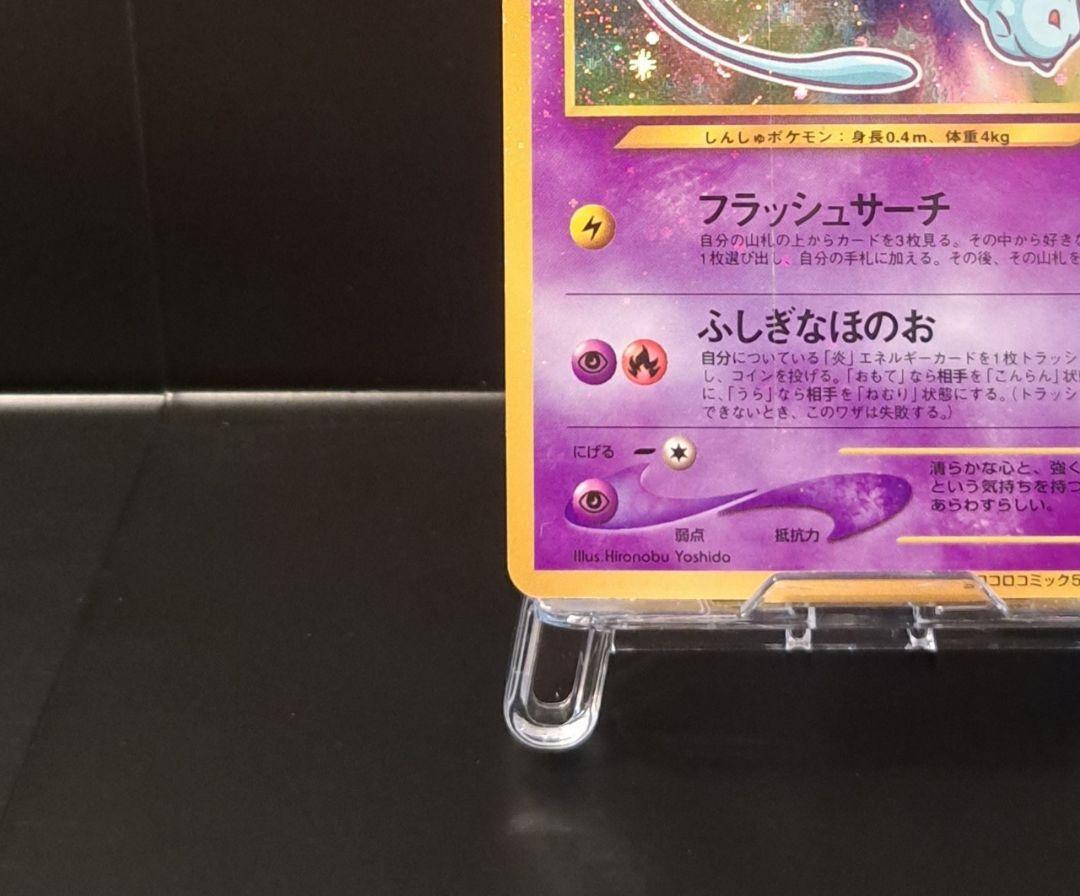 しんしゅポケモン：身長0.4m、体重4kg
フラッシュサーチ
自分の山札の上からカードを3枚見る。その中から好きな
1枚選び出し、自分の手札に加える。その後、その山札を
ふしぎなほのお
自分についている「炎」エネルギーカードを1枚トラッシ
し、コインを投げる。「おもて」なら相手を「こんらん」状
に、「うら」なら相手を「ねむり」状態にする。（トラッシ
できないとき、このワザは失敗する。）
にげる
清らかな心と、強く
という気持ちを持つ
あらわすらしい。
弱点 抵抗力
Illus.Hironobu Yoshida
コロコミック5